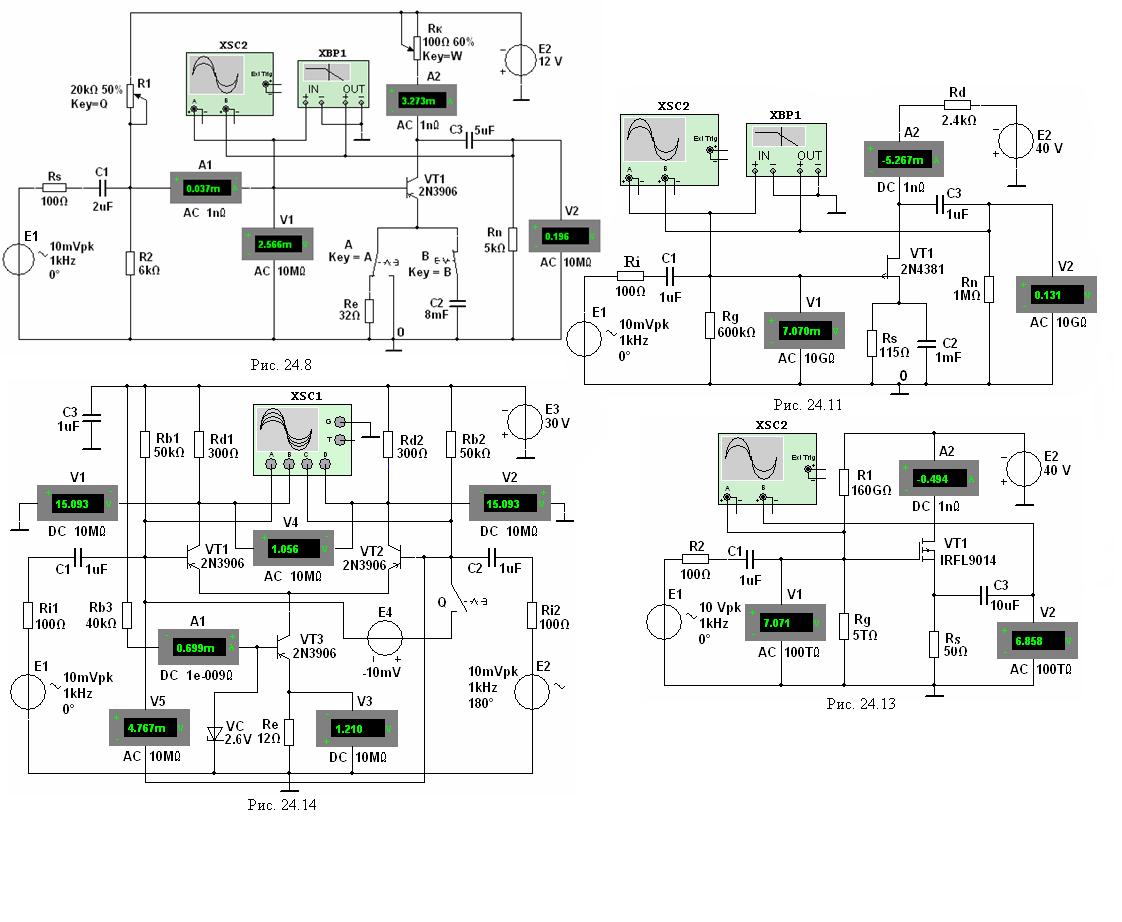 XSC2
Ext Trig
A
B
XBP1
IN
OUT
Rк
100Ω 60%
Key=W
E2
12 V
A2
3.273m
AC 1nΩ
R1
20kΩ 50%
Key=Q
C3
5uF
Rs
100Ω
C1
2uF
A1
0.037m
AC 1nΩ
VT1
2N3906
V1
2.566m
AC 10MΩ
V2
0.196
AC 10MΩ
Rn
5kΩ
E1
10mVpk
1kHz
0°
R2
6kΩ
A
Key = A
B
Key = B
Re
32Ω
C2
8mF
0
Рис. 24.8
XSC2
Ext Trig
A
B
XBP1
IN
OUT
Rd
2.4kΩ
E2
40 V
A2
-5.267m
DC 1nΩ
C3
1uF
Ri
100Ω
C1
1uF
VT1
2N4381
Rn
1MΩ
V2
0.131
AC 10GΩ
V1
7.070m
AC 10GΩ
Rg
600kΩ
E1
10mVpk
1kHz
0°
Rs
115Ω
C2
1mF
0
Рис. 24.11
C3
1uF
Rb1
50kΩ
Rd1
300Ω
XSC1
G
T
A
B
C
D
Rd2
300Ω
Rb2
50kΩ
E3
30 V
V1
15.093
DC 10MΩ
V2
15.093
DC 10MΩ
V4
1.056
AC 10MΩ
VT1
2N3906
VT2
2N3906
C1
1uF
C2
1uF
Ri1
100Ω
Rb3
40kΩ
A1
0.699m
DC 1e-009Ω
VT3
2N3906
E4
-10mV
Q
Ri2
100Ω
E1
10mVpk
1kHz
0°
E2
10mVpk
1kHz
180°
V5
4.767m
AC 10MΩ
VC
2.6V
Re
12Ω
V3
1.210
DC 10MΩ
Рис. 24.14
XSC2
Ext Trig
A
B
R1
160GΩ
A2
-0.494
DC 1nΩ
E2
40 V
VT1
IRFL9014
R2
100Ω
C1
1uF
C3
10uF
E1
10 Vpk
1kHz
0°
V1
7.071
AC 100TΩ
Rg
5TΩ
Rs
50Ω
V2
6.858
AC 100TΩ
Рис. 24.13